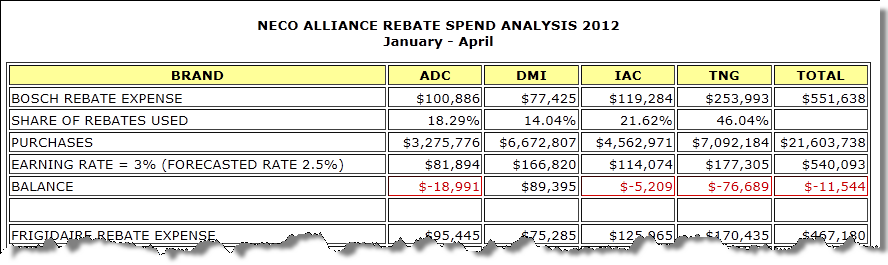 NECO ALLIANCE REBATE SPEND ANALYSIS 2012
January - April
BRAND ADC DMI IAC TNG TOTAL
BOSCH REBATE EXPENSE $100,886 $77,425 $119,284 $253,993 $551,638
SHARE OF REBATES USED 18.29% 14.04% 21.62% 46.04%
PURCHASES $3,275,776 $6,672,807 $4,562,971 $7,092,184 $21,603,738
EARNING RATE = 3% (FORECASTED RATE 2.5%) $81,894 $166,820 $114,074 $177,305 $540,093
BALANCE $-18,991 $89,395 $-5,209 $-76,689 $-11,544
FRIGIDAIRE REBATE EXPENSE $95,445 $75,285 $125,965 $170,435 $467,180